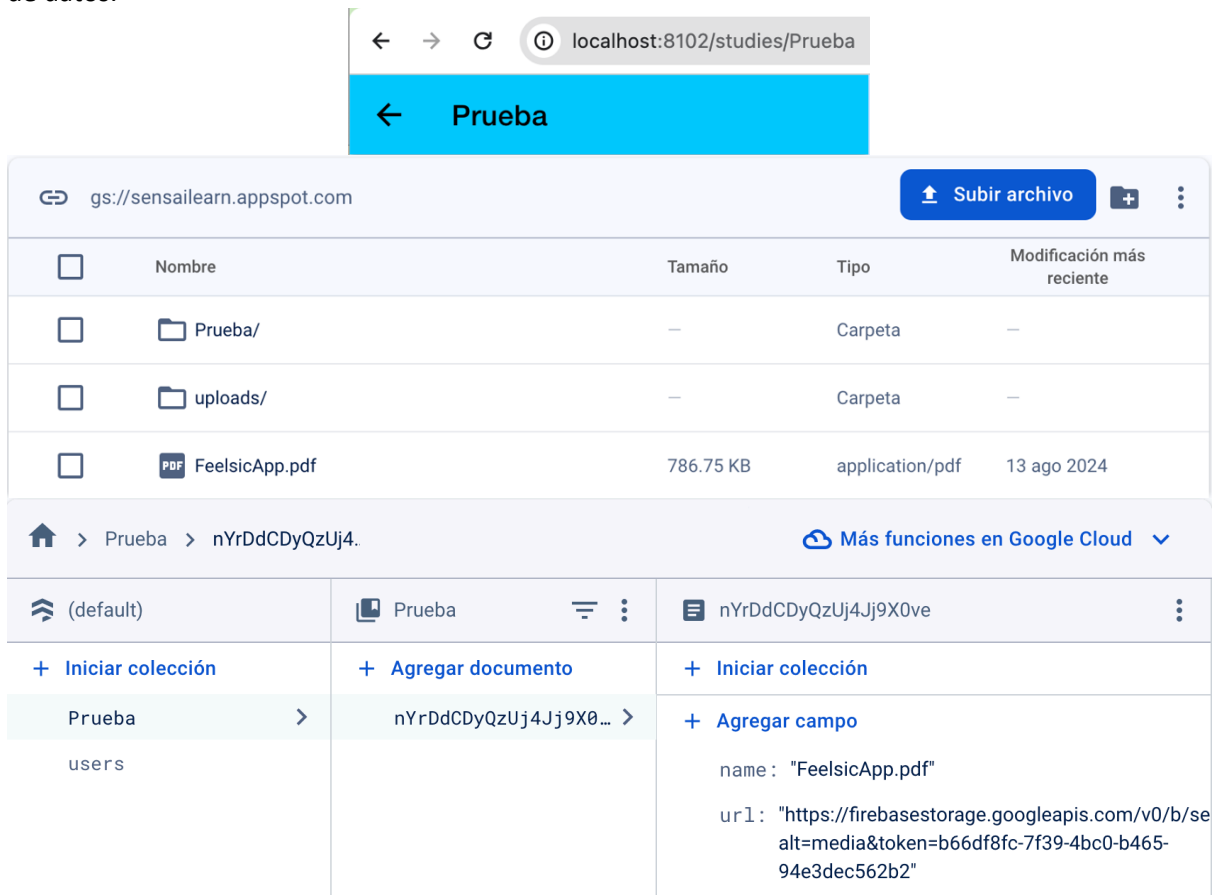 de datos.
localhost:8102/studies/Prueba
Prueba
gs://sensailearn.appspot.com
Subir archivo
Nombre Tamaño Tipo Modificación más reciente
Prueba/ — Carpeta —
uploads/ — Carpeta —
PDF FeelsicApp.pdf 786.75 KB application/pdf 13 ago 2024
> Prueba > nYrDdCDyQzUj4.
Más funciones en Google Cloud
(default) Prueba nYrDdCDyQzUj4Jj9X0ve
+ Iniciar colección + Agregar documento + Iniciar colección
Prueba > nYrDdCDyQzUj4Jj9X0… >
+ Agregar campo
users
name: "FeelsicApp.pdf"
url: "https://firebasestorage.googleapis.com/v0/b/se
alt=media&token=b66df8fc-7f39-4bc0-b465-
94e3dec562b2"